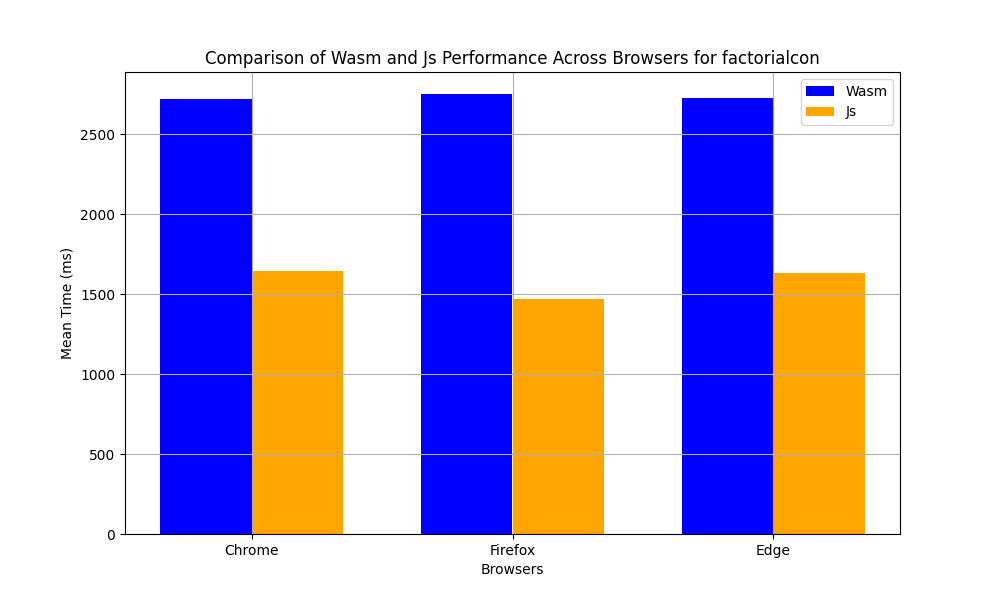 Comparison of Wasm and Js Performance Across Browsers for factorialcon
Wasm
Js
Mean Time (ms)
2500
2000
1500
1000
500
0
Chrome Firefox Edge
Browsers